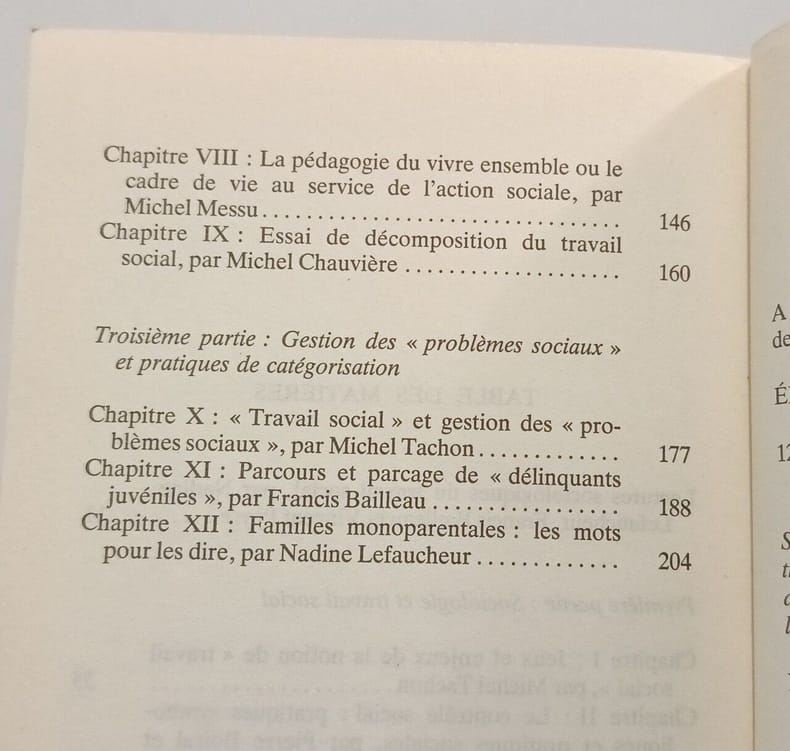 Chapitre VIII : La pédagogie du vivre ensemble ou le
cadre de vie au service de l'action sociale, par
Michel Messu................................. 146
Chapitre IX : Essai de décomposition du travail
social, par Michel Chauvière.................... 160
Troisième partie : Gestion des « problèmes sociaux »
et pratiques de catégorisation
Chapitre X : « Travail social » et gestion des « pro-
blèmes sociaux », par Michel Tachon............. 177
Chapitre XI : Parcours et parcage de « délinquants
juvéniles », par Francis Bailleau................. 188
Chapitre XII : Familles monoparentales : les mots
pour les dire, par Nadine Lefaucheur............. 204
A
de